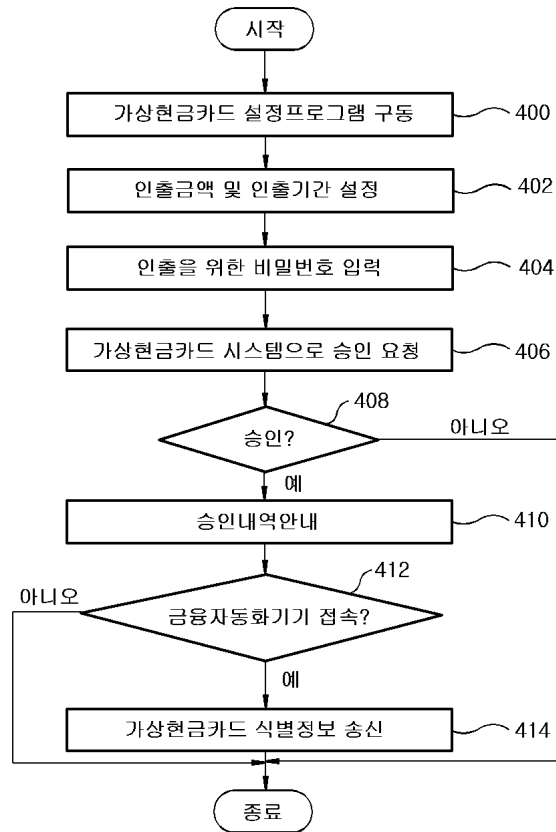 시작
가상현금카드 설정프로그램 구동
400
인출금액 및 인출기간 설정
402
인출을 위한 비밀번호 입력
404
가상현금카드 시스템으로 승인 요청
406
408
승인?
아니오
예
승인내역안내
410
412
아니오
금융자동화기기 접속?
예
가상현금카드 식별정보 송신
414
종료